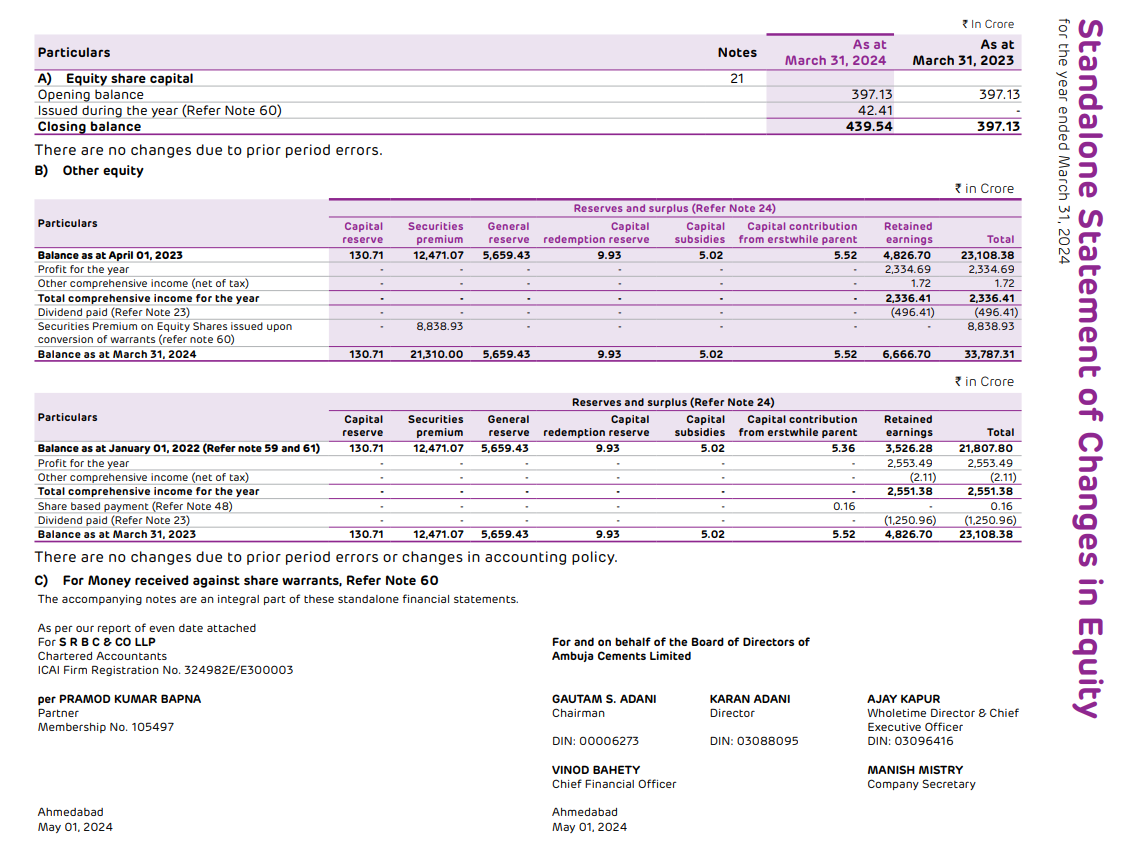 Standalone Statement of Changes in Equity
for the year ended March 31, 2024
₹ in Crore
Particulars Notes As at March 31, 2024 As at March 31, 2023
A) Equity share capital 21
Opening balance 397.13 397.13
Issued during the year (Refer Note 60) 42.41 -
Closing balance 439.54 397.13
There are no changes due to prior period errors.
B) Other equity
₹ in Crore
Particulars Reserves and surplus (Refer Note 24)
Capital reserve Securities premium General reserve Capital redemption reserve Capital subsidies Capital contribution from erstwhile parent Retained earnings Total
Balance as at April 01, 2023 130.71 12,471.07 5,659.43 9.93 5.02 5.52 4,826.70 23,108.38
Profit for the year - - - - - - 2,334.69 2,334.69
Other comprehensive income (net of tax) - - - - - - 1.72 1.72
Total comprehensive income for the year - - - - - - 2,336.41 2,336.41
Dividend paid (Refer Note 23) - - - - - - (496.41) (496.41)
Securities Premium on Equity Shares issued upon - 8,838.93 - - - - - 8,838.93
conversion of warrants (refer note 60)
Balance as at March 31, 2024 130.71 21,310.00 5,659.43 9.93 5.02 5.52 6,666.70 33,787.31
₹ in Crore
Particulars Reserves and surplus (Refer Note 24)
Capital reserve Securities premium General reserve Capital redemption reserve Capital subsidies Capital contribution from erstwhile parent Retained earnings Total
Balance as at January 01, 2022 (Refer note 59 and 61) 130.71 12,471.07 5,659.43 9.93 5.02 5.36 3,526.28 21,807.80
Profit for the year - - - - - - 2,553.49 2,553.49
Other comprehensive income (net of tax) - - - - - - (2.11) (2.11)
Total comprehensive income for the year - - - - - - 2,551.38 2,551.38
Share based payment (Refer Note 48) - - - - - 0.16 - 0.16
Dividend paid (Refer Note 23) - - - - - - (1,250.96) (1,250.96)
Balance as at March 31, 2023 130.71 12,471.07 5,659.43 9.93 5.02 5.52 4,826.70 23,108.38
There are no changes due to prior period errors or changes in accounting policy.
C) For Money received against share warrants, Refer Note 60
The accompanying notes are an integral part of these standalone financial statements.
As per our report of even date attached
For S R B C & CO LLP
Chartered Accountants
ICAI Firm Registration No. 324982E/E300003
per PRAMOD KUMAR BAPNA
Partner
Membership No. 105497
Ahmedabad
May 01, 2024
For and on behalf of the Board of Directors of
Ambuja Cements Limited
GAUTAM S. ADANI
Chairman
DIN: 00006273
KARAN ADANI
Director
DIN: 03088095
AJAY KAPUR
Wholetime Director & Chief
Executive Officer
DIN: 03096416
VINOD BAHETY
Chief Financial Officer
MANISH MISTRY
Company Secretary
Ahmedabad
May 01, 2024